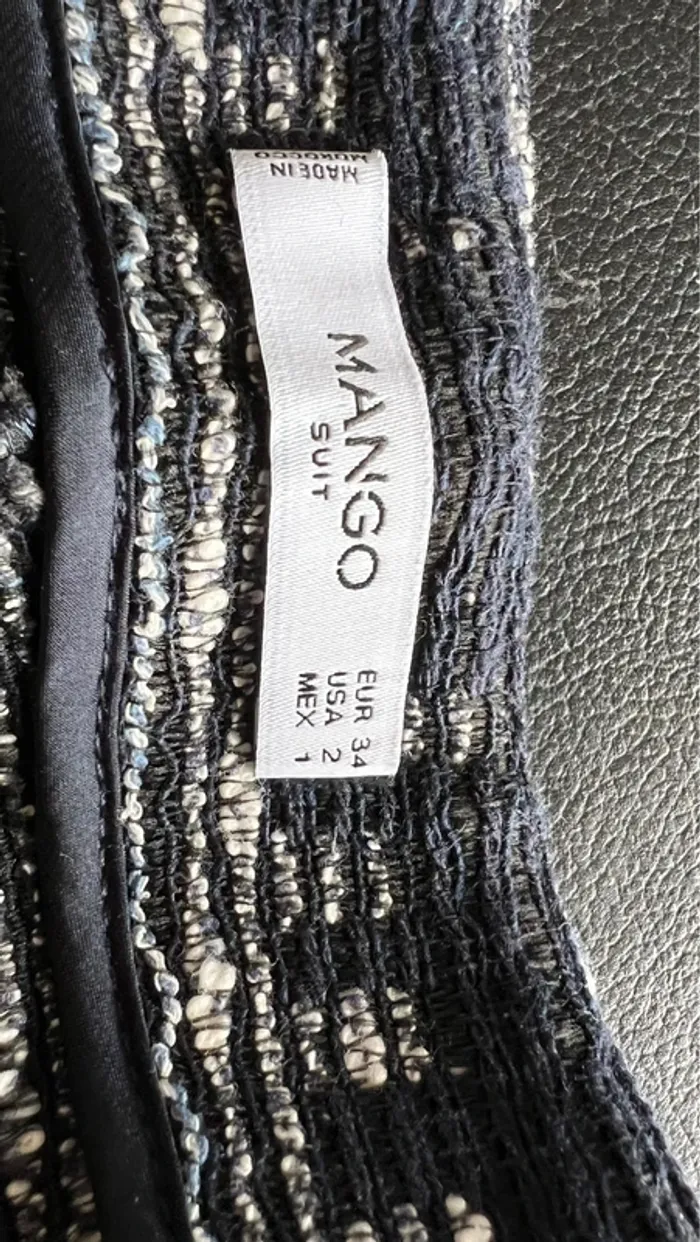 MADE IN
MOROCCO
MANGO
SUIT
EUR 34
USA 2
MEX 1